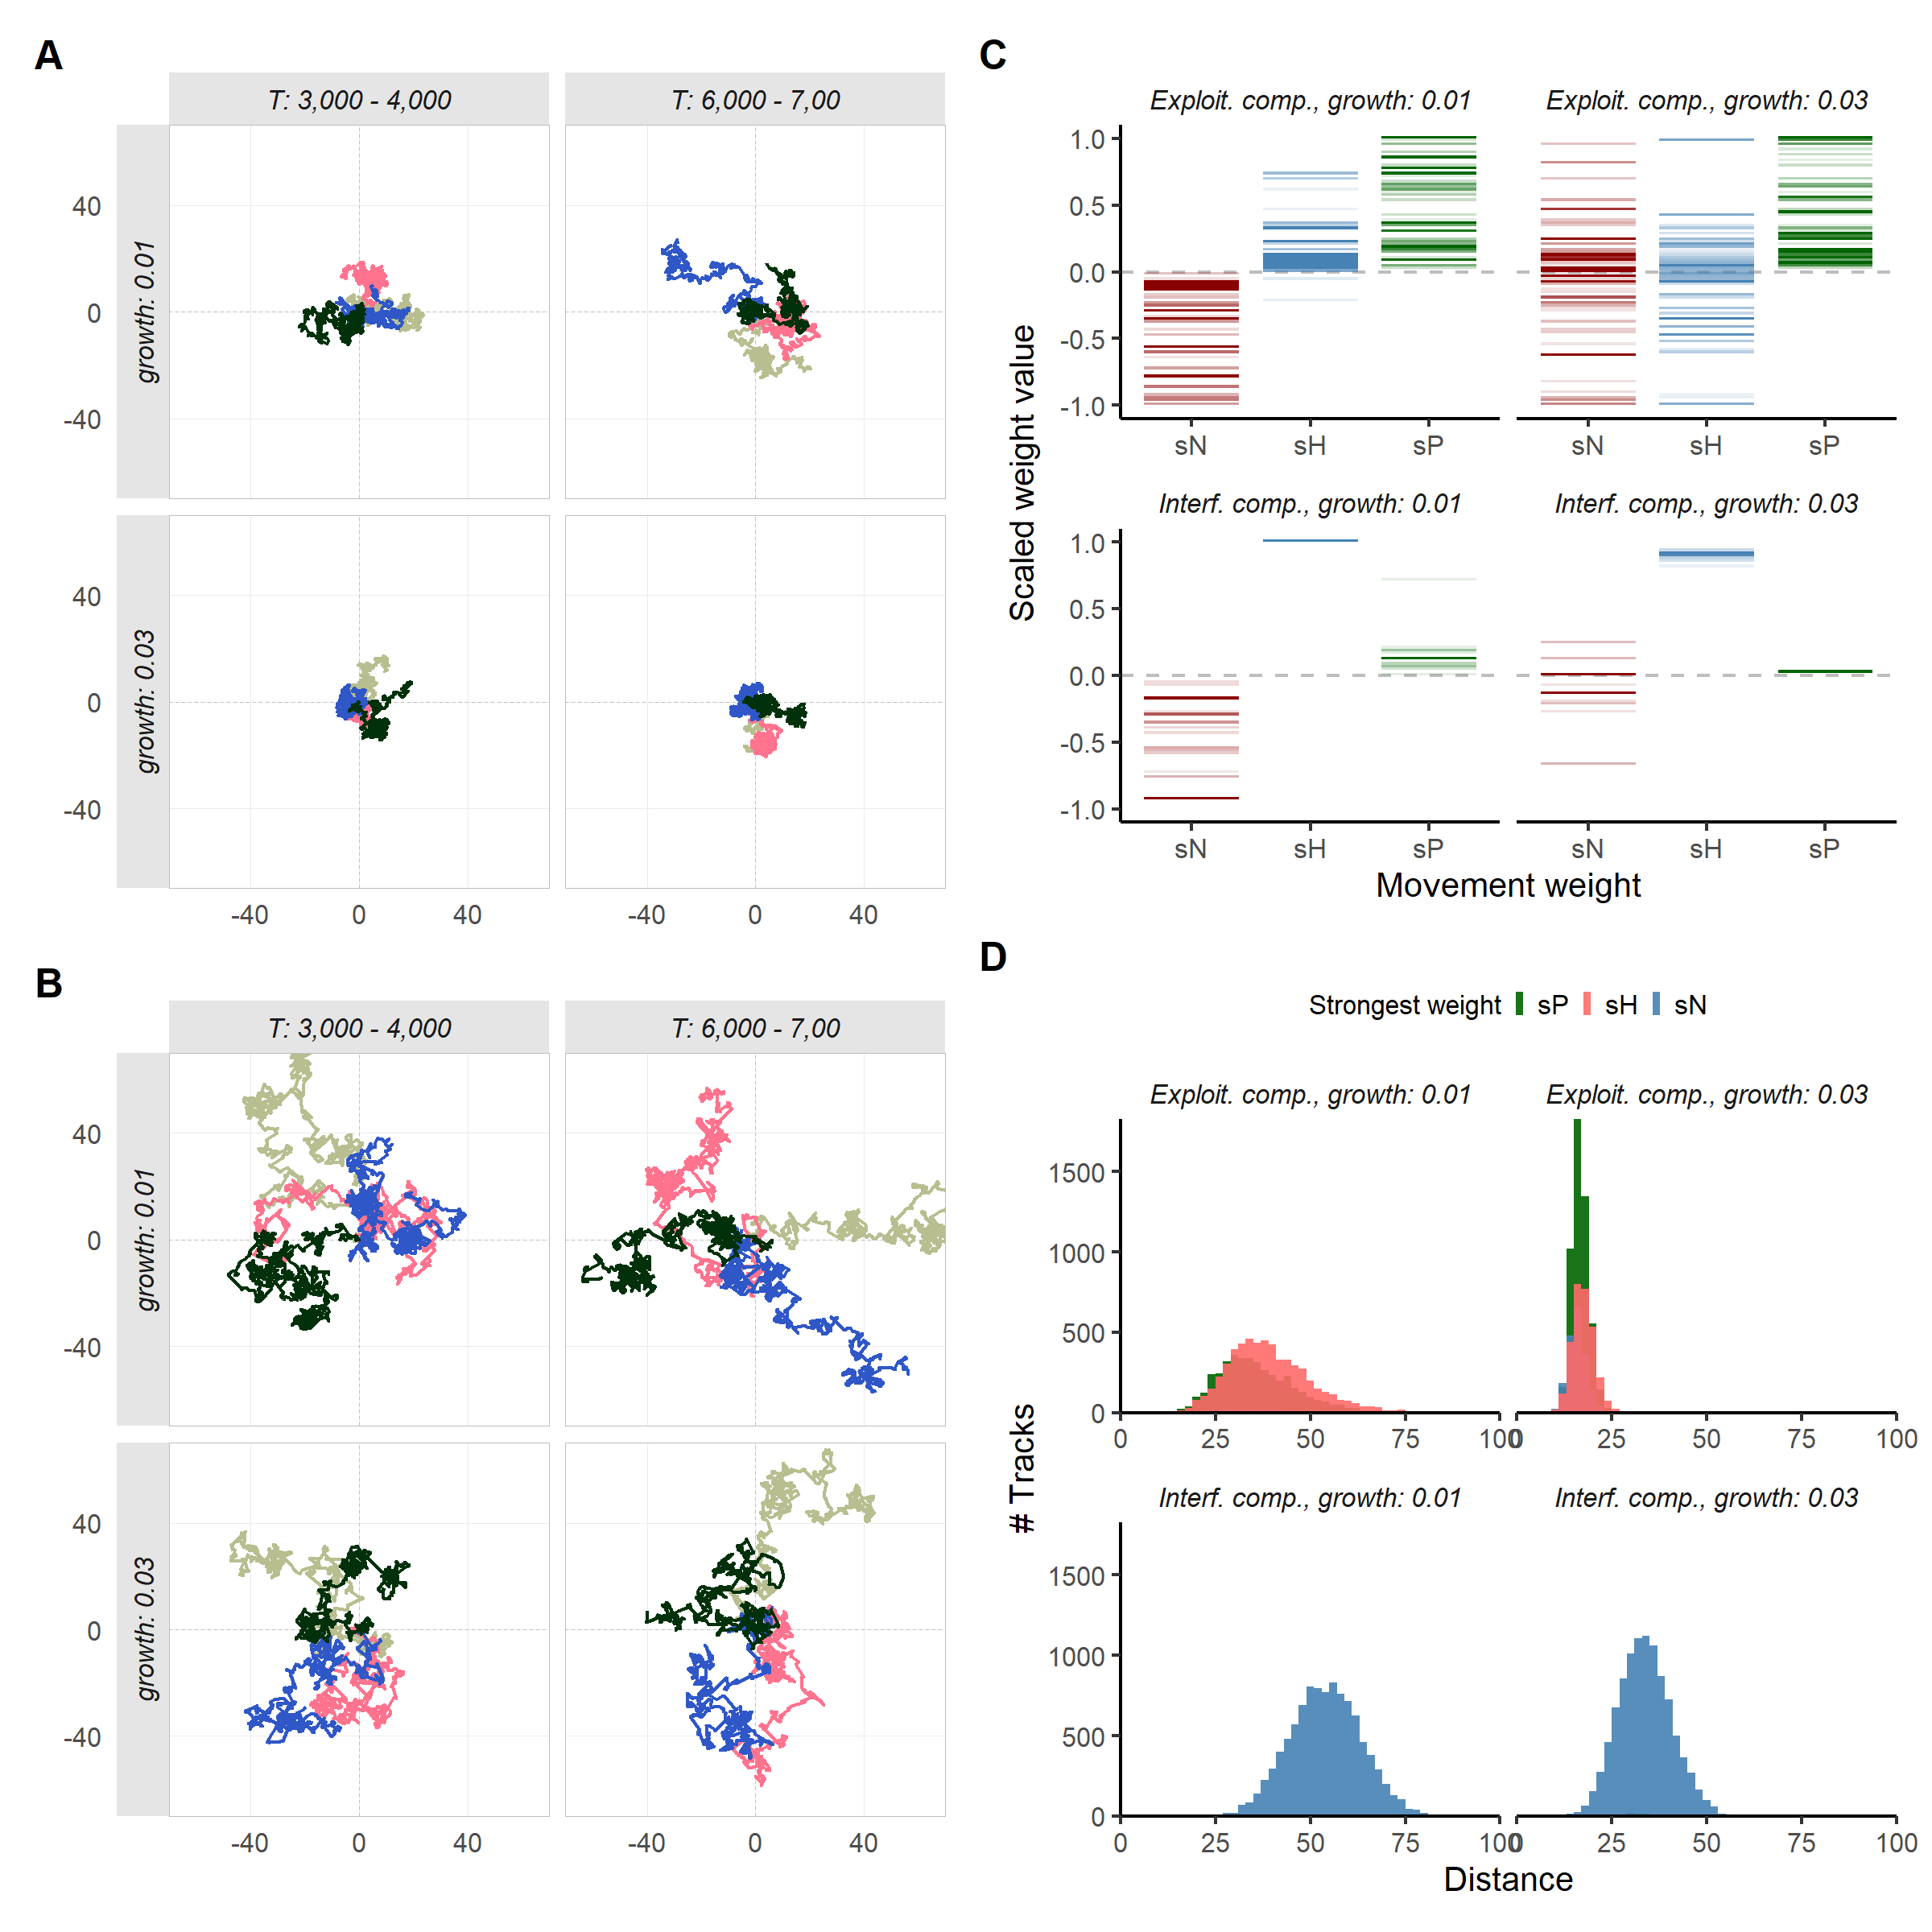 A
T: 3,000 - 4,000
T: 6,000 - 7,00
growth: 0.01
40
0
-40
growth: 0.03
40
0
-40
-40 0 40
-40 0 40
B
T: 3,000 - 4,000
T: 6,000 - 7,00
growth: 0.01
40
0
-40
growth: 0.03
40
0
-40
-40 0 40
-40 0 40
C
Scaled weight value
Exploit. comp., growth: 0.01
Exploit. comp., growth: 0.03
1.0
0.5
0.0
-0.5
-1.0
sN sH sP
sN sH sP
Interf. comp., growth: 0.01
Interf. comp., growth: 0.03
1.0
0.5
0.0
-0.5
-1.0
sN sH sP
sN sH sP
Movement weight
D
Strongest weight sP sH sN
# Tracks
Exploit. comp., growth: 0.01
Exploit. comp., growth: 0.03
1500
1000
500
0
0 25 50 75 100
0 25 50 75 100
Interf. comp., growth: 0.01
Interf. comp., growth: 0.03
1500
1000
500
0
0 25 50 75 100
0 25 50 75 100
Distance